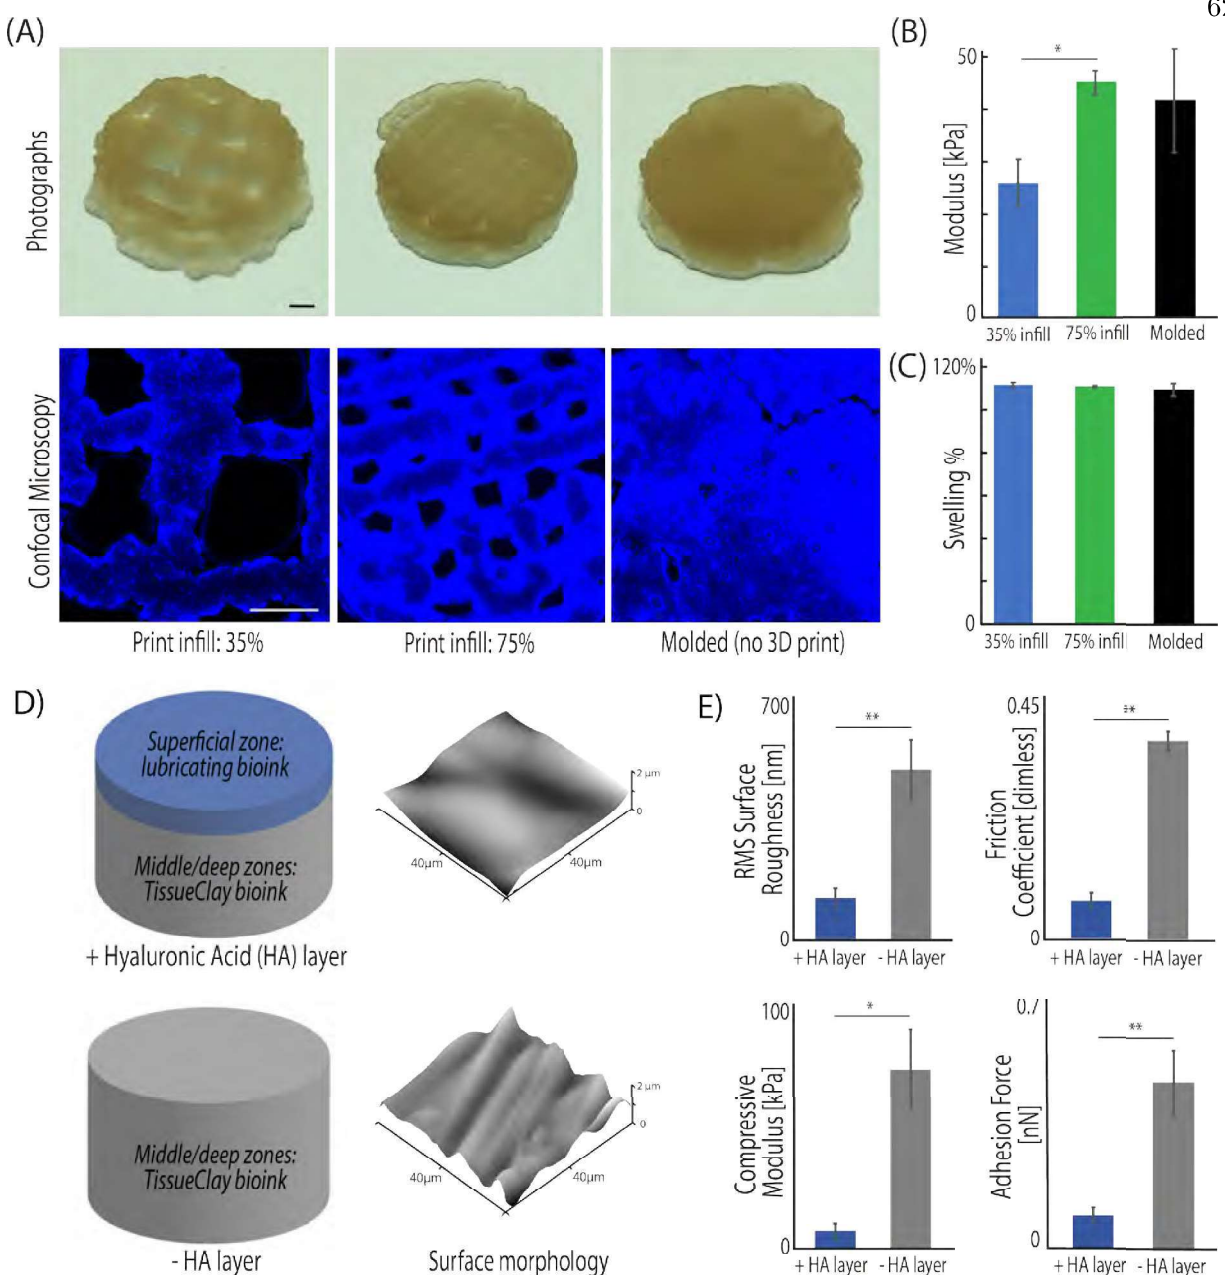 62
(A)
Photographs
Confocal Microscopy
Print infill: 35%
Print infill: 75%
Molded (no 3D print)
(B)
50
*
Modulus [kPa]
0
35% infill
75% infill
Molded
(C)
120%
Swelling %
0
35% infill
75% infill
Molded
D)
Superficial zone:
lubricating bioink
Middle/deep zones:
TissueClay bioink
+ Hyaluronic Acid (HA) layer
2 μm
0
40μm
40μm
Middle/deep zones:
TissueClay bioink
- HA layer
2 μm
0
40μm
40μm
Surface morphology
E)
700
**
RMS Surface
Roughness [nm]
0
+ HA layer
- HA layer
0.45
**
Friction
Coefficient [dimless]
0
+ HA layer
- HA layer
100
*
Compressive
Modulus [kPa]
0
+ HA layer
- HA layer
0.7
**
Adhesion Force
[nN]
0
+ HA layer
- HA layer